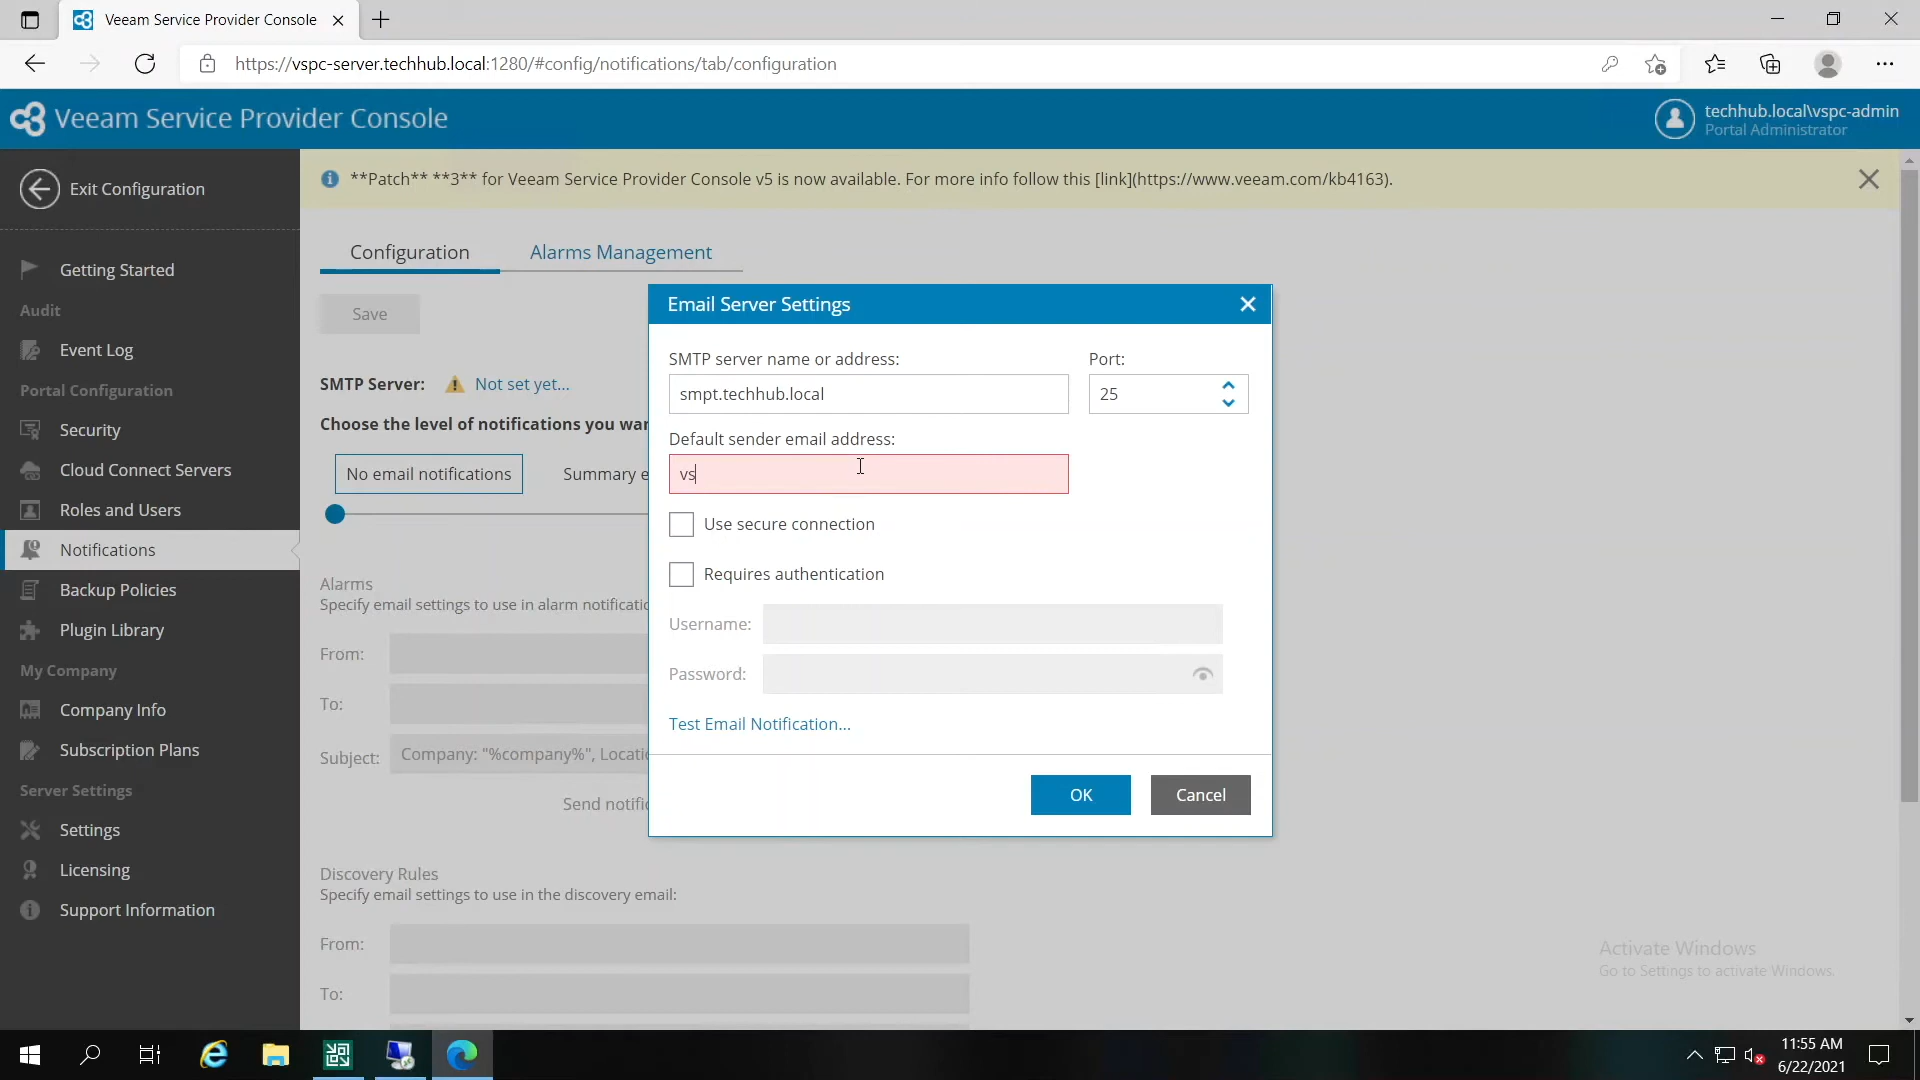 Veeam Service Provider Console
https://vspc-server.techhub.local:1280/#config/notifications/tab/configuration
Veeam Service Provider Console
techhub.local\vspc-admin
Portal Administrator
Exit Configuration
**Patch** **3** for Veeam Service Provider Console v5 is now available. For more info follow this [link](https://www.veeam.com/kb4163).
Getting Started
Audit
Event Log
Portal Configuration
Security
Cloud Connect Servers
Roles and Users
Notifications
Backup Policies
Plugin Library
My Company
Company Info
Subscription Plans
Server Settings
Settings
Licensing
Support Information
Configuration
Alarms Management
Save
SMTP Server:
Not set yet...
Choose the level of notifications you wan
No email notifications
Summary e
Alarms
Specify email settings to use in alarm notificatio
From:
To:
Subject:
Company: "%company%", Locatio
Send notific
Discovery Rules
Specify email settings to use in the discovery email:
From:
To:
Email Server Settings
SMTP server name or address:
Port:
smpt.techhub.local
25
Default sender email address:
vs
Use secure connection
Requires authentication
Username:
Password:
Test Email Notification...
OK
Cancel
Activate Windows
Go to Settings to activate Windows.
11:55 AM
6/22/2021